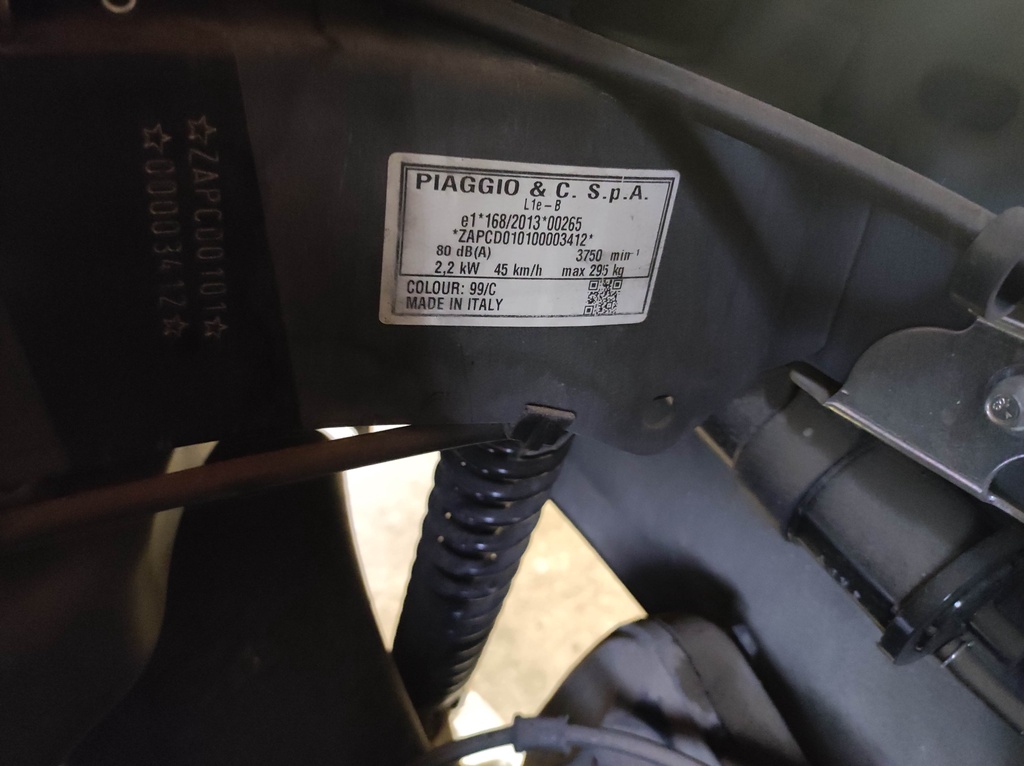 ☆ZAPCD0101☆
☆00003412☆
PIAGGIO & C. S.p.A.
L1e-B
e1*168/2013*00265
*ZAPCD010100003412*
80 dB(A) 3750 min⁻¹
2,2 kW 45 km/h max 295 kg
COLOUR: 99/C
MADE IN ITALY